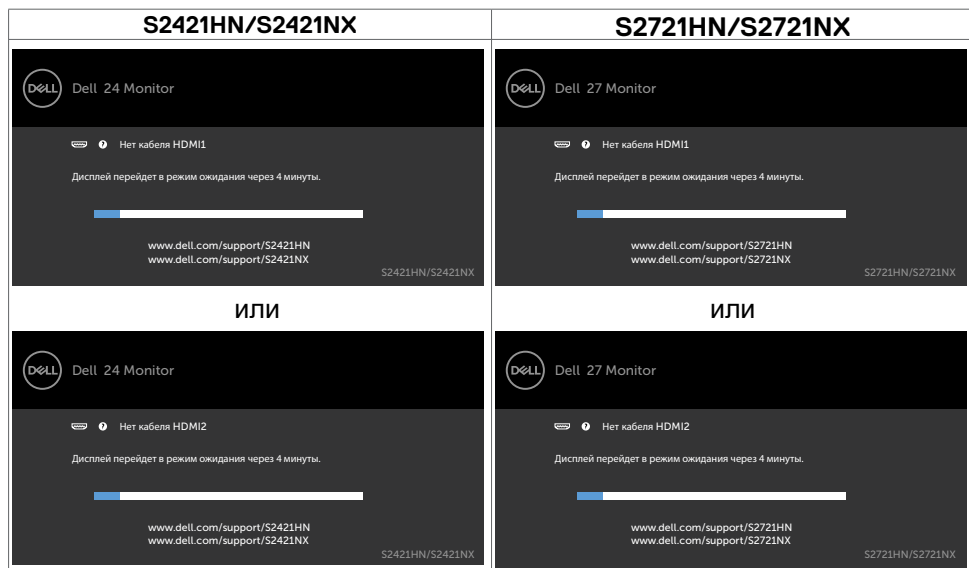 S2421HN/S2421NX
DELL
Dell 24 Monitor
Нет кабеля HDMI1
Дисплей перейдет в режим ожидания через 4 минуты.
www.dell.com/support/S2421HN
www.dell.com/support/S2421NX
S2421HN/S2421NX
или
DELL
Dell 24 Monitor
Нет кабеля HDMI2
Дисплей перейдет в режим ожидания через 4 минуты.
www.dell.com/support/S2421HN
www.dell.com/support/S2421NX
S2421HN/S2421NX
S2721HN/S2721NX
DELL
Dell 27 Monitor
Нет кабеля HDMI1
Дисплей перейдет в режим ожидания через 4 минуты.
www.dell.com/support/S2721HN
www.dell.com/support/S2721NX
S2721HN/S2721NX
или
DELL
Dell 27 Monitor
Нет кабеля HDMI2
Дисплей перейдет в режим ожидания через 4 минуты.
www.dell.com/support/S2721HN
www.dell.com/support/S2721NX
S2721HN/S2721NX